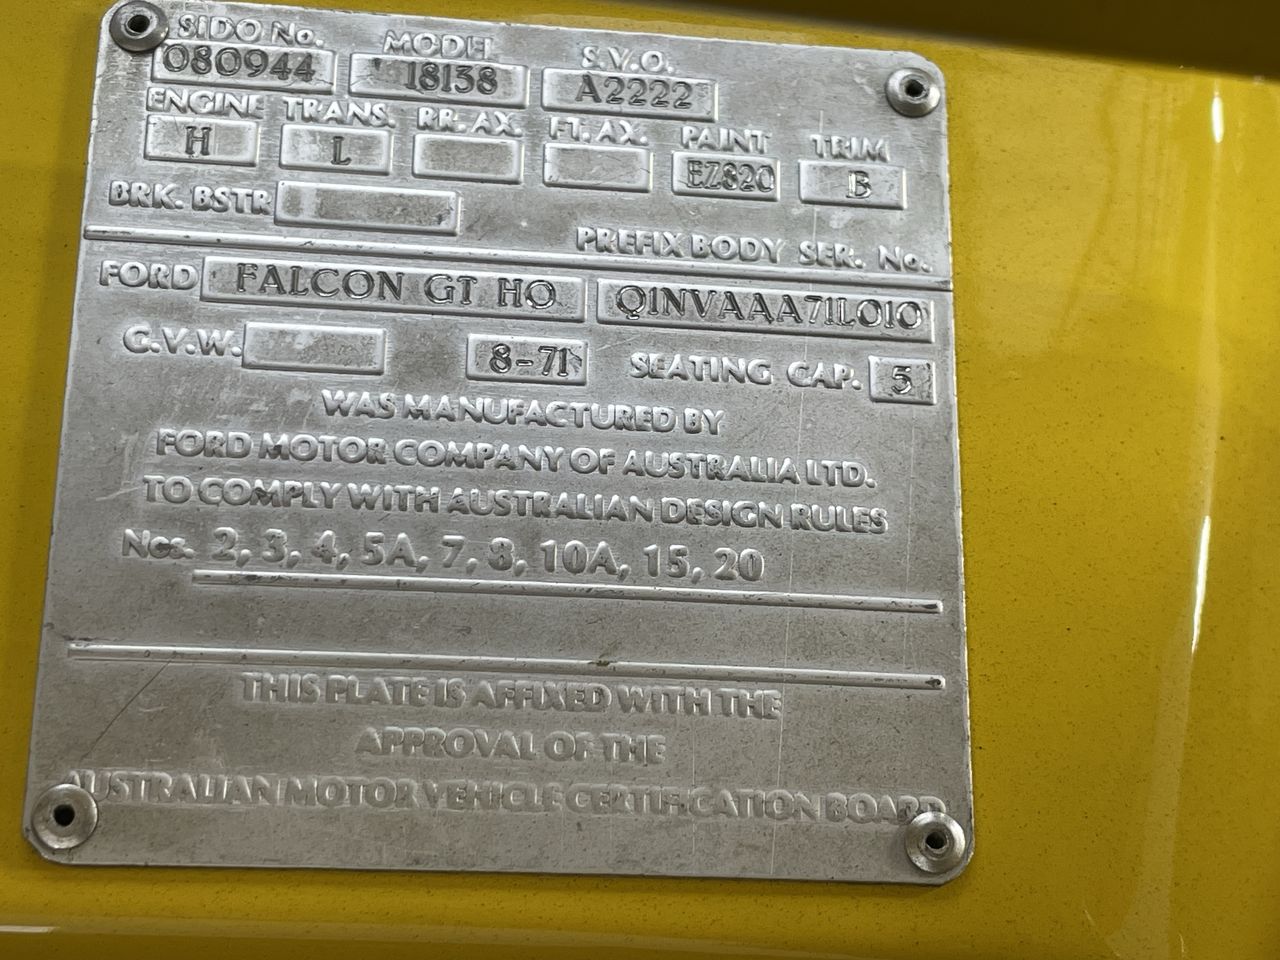 SIDO No. MODEL S.V.O.
080944 18138 A2222
ENGINE TRANS. RR. AX. FT. AX. PAINT TRIM
H L EZ820 B
BRK. BSTR
PREFIX BODY SER. No.
FORD FALCON GT HO Q1NVAAA71L010
G.V.W. 8-71 SEATING CAP. 5
WAS MANUFACTURED BY
FORD MOTOR COMPANY OF AUSTRALIA LTD.
TO COMPLY WITH AUSTRALIAN DESIGN RULES
Nos. 2, 3, 4, 5A, 7, 8, 10A, 15, 20
THIS PLATE IS AFFIXED WITH THE
APPROVAL OF THE
AUSTRALIAN MOTOR VEHICLE CERTIFICATION BOARD